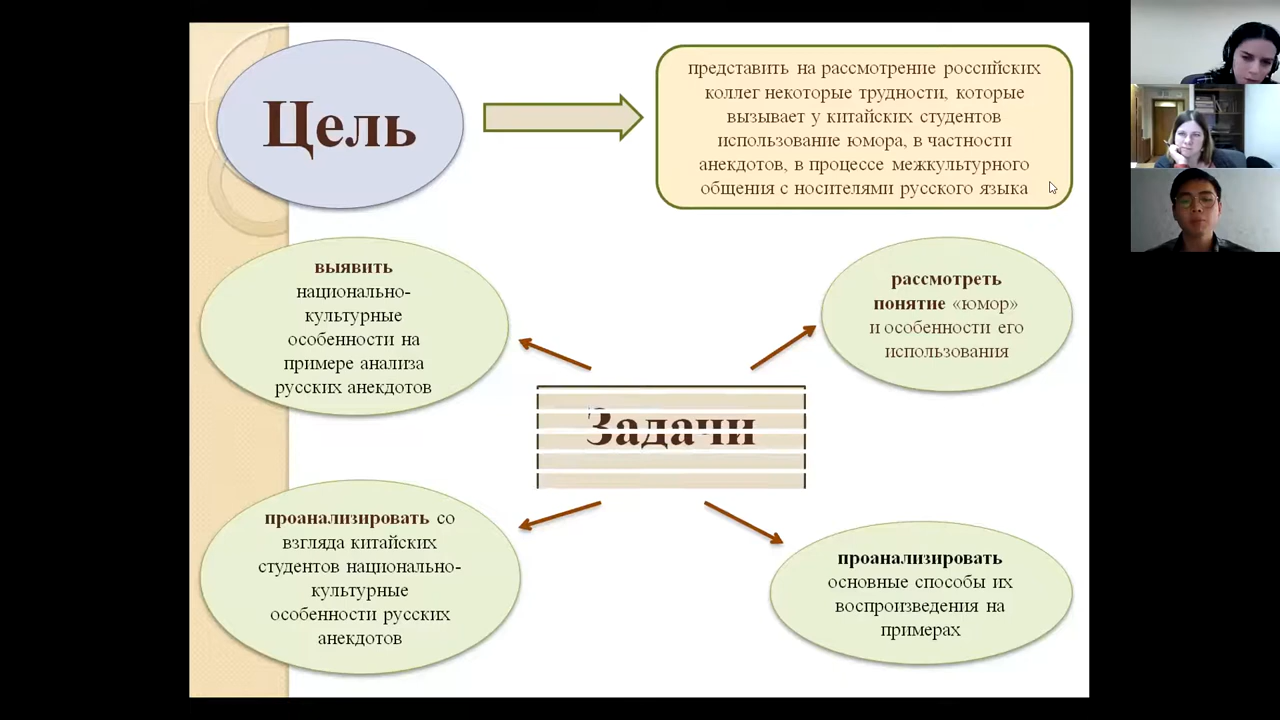 Цель
представить на рассмотрение российских
коллег некоторые трудности, которые
вызывает у китайских студентов
использование юмора, в частности
анекдотов, в процессе межкультурного
общения с носителями русского языка
выявить
национально-
культурные
особенности на
примере анализа
русских анекдотов
рассмотреть
понятие «юмор»
и особенности его
использования
Задачи
проанализировать со
взгляда китайских
студентов национально-
культурные
особенности русских
анекдотов
проанализировать
основные способы их
воспроизведения на
примерах